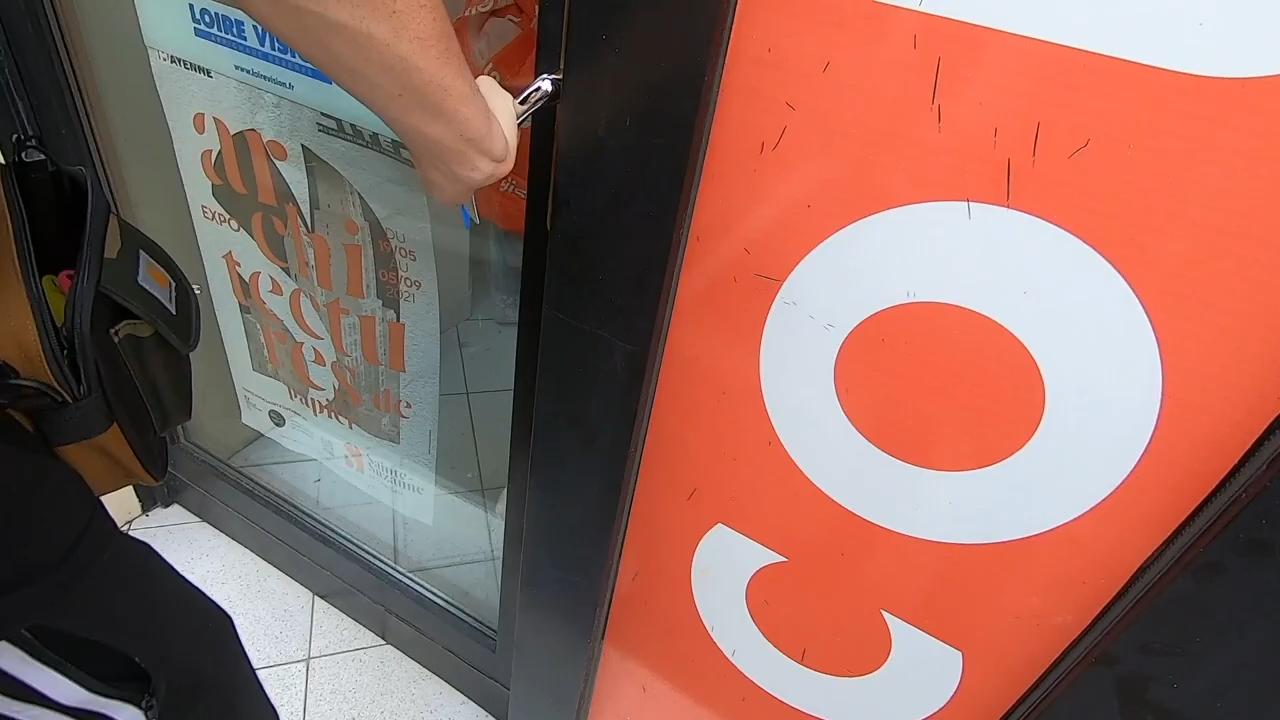 LOIRE VISION
www.loirevision.fr
MAYENNE
ar
chi
tectu
res de
papier
EXPO
DU
19/05
AU
05/09
2021
Sainte
Suzanne
g